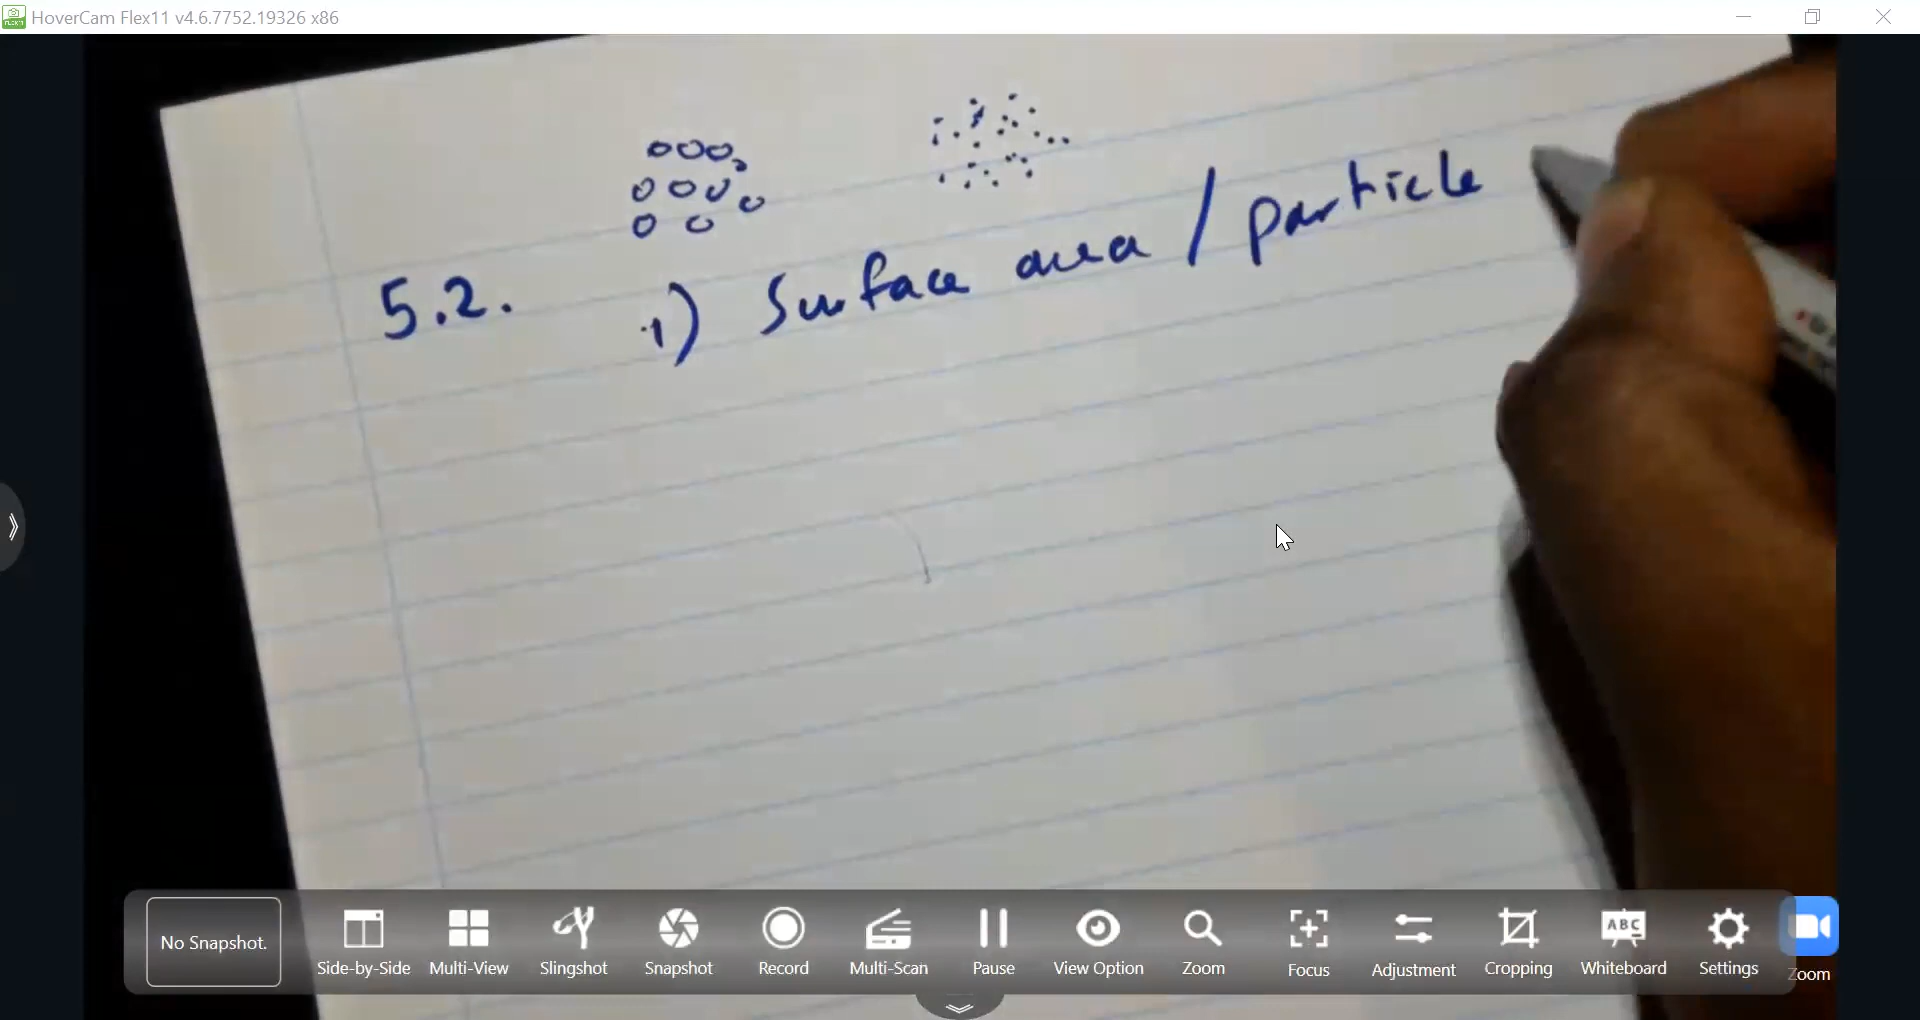 HoverCam Flex11 v4.6.7752.19326 x86
5.2. i) Surface area / particle
No Snapshot.
Side-by-Side
Multi-View
Slingshot
Snapshot
Record
Multi-Scan
Pause
View Option
Zoom
Focus
Adjustment
Cropping
ABC
Whiteboard
Settings
Zoom